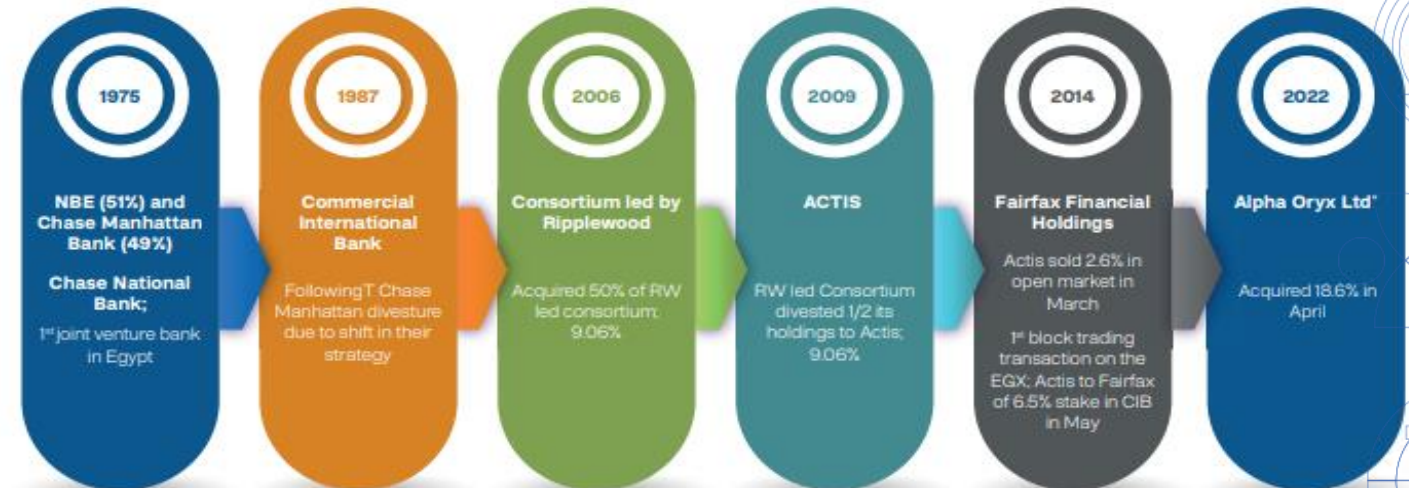 1975
NBE (51%) and
Chase Manhattan
Bank (49%)
Chase National
Bank;
1st joint venture bank
in Egypt
1987
Commercial
International
Bank
FollowingT Chase
Manhattan divesture
due to shift in their
strategy
2006
Consortium led by
Ripplewood
Acquired 50% of RW
led consortium;
9.06%
2009
ACTIS
RW led Consortium
divested 1/2 its
holdings to Actis;
9.06%
2014
Fairfax Financial
Holdings
Actis sold 2.6% in
open market in
March
1st block trading
transaction on the
EGX; Actis to Fairfax
of 6.5% stake in CIB
in May
2022
Alpha Oryx Ltd*
Acquired 18.6% in
April